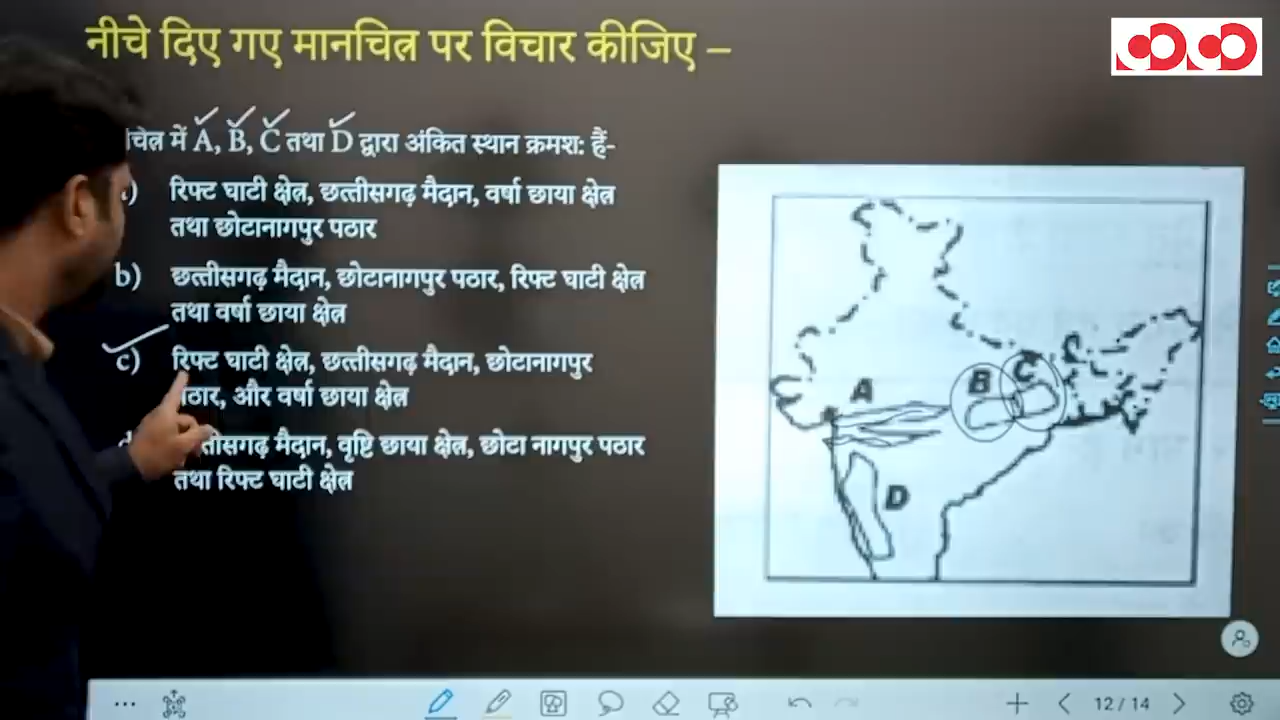 नीचे दिए गए मानचित्र पर विचार कीजिए –
में A, B, C तथा D द्वारा अंकित स्थान क्रमश: हैं-
रिफ्ट घाटी क्षेत्र, छत्तीसगढ़ मैदान, वर्षा छाया क्षेत्र
तथा छोटानागपुर पठार
b) छत्तीसगढ़ मैदान, छोटानागपुर पठार, रिफ्ट घाटी क्षेत्र
तथा वर्षा छाया क्षेत्र
c) रिफ्ट घाटी क्षेत्र, छत्तीसगढ़ मैदान, छोटानागपुर
और वर्षा छाया क्षेत्र
मैदान, वृष्टि छाया क्षेत्र, छोटा नागपुर पठार
तथा रिफ्ट घाटी क्षेत्र
A
B
C
D
12 / 14